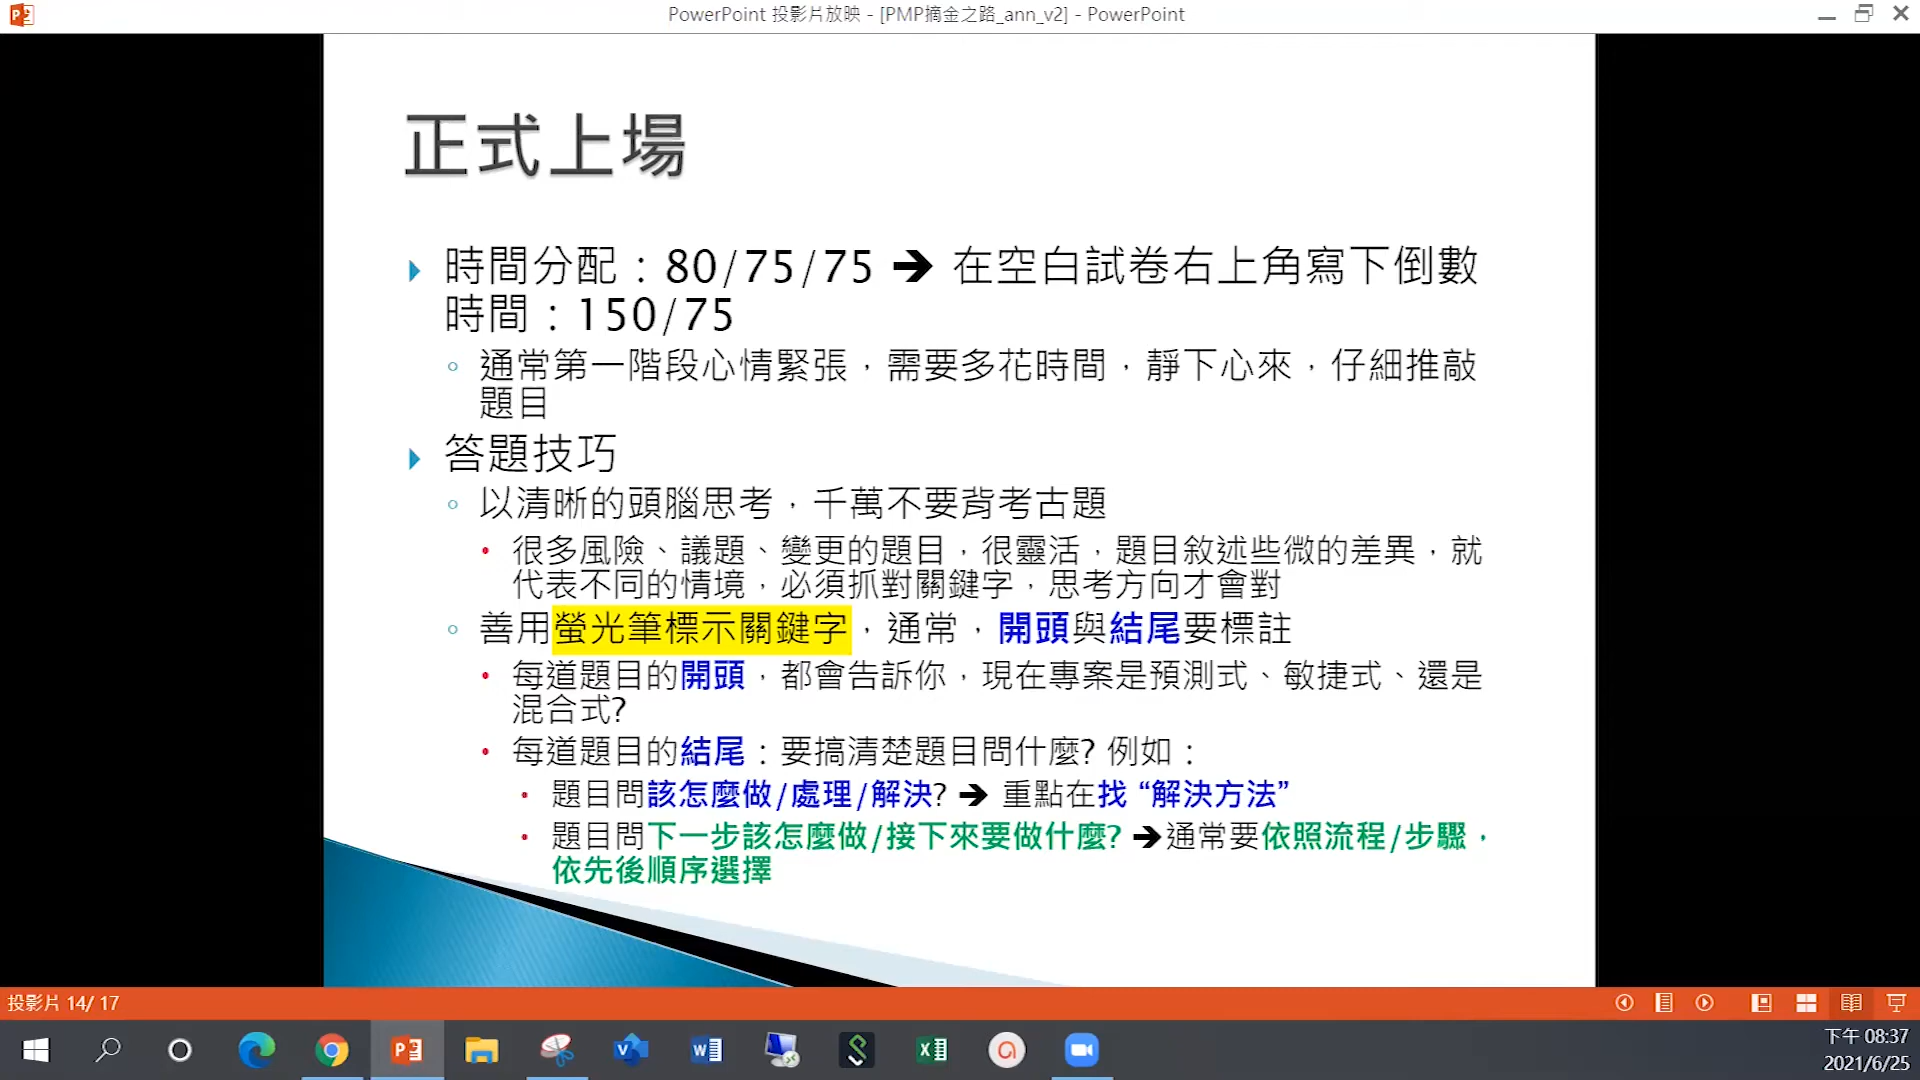 PowerPoint 投影片放映 - [PMP摘金之路_ann_v2] - PowerPoint
正式上場
時間分配：80/75/75 ➔ 在空白試卷右上角寫下倒數
時間：150/75
通常第一階段心情緊張，需要多花時間，靜下心來，仔細推敲
題目
答題技巧
以清晰的頭腦思考，千萬不要背考古題
很多風險、議題、變更的題目，很靈活，題目敘述些微的差異，就
代表不同的情境，必須抓對關鍵字，思考方向才會對
善用螢光筆標示關鍵字，通常，開頭與結尾要標註
每道題目的開頭，都會告訴你，現在專案是預測式、敏捷式、還是
混合式?
每道題目的結尾：要搞清楚題目問什麼? 例如：
題目問該怎麼做/處理/解決? ➔ 重點在找 “解決方法”
題目問下一步該怎麼做/接下來要做什麼? ➔通常要依照流程/步驟，
依先後順序選擇
投影片 14/ 17
下午 08:37
2021/6/25